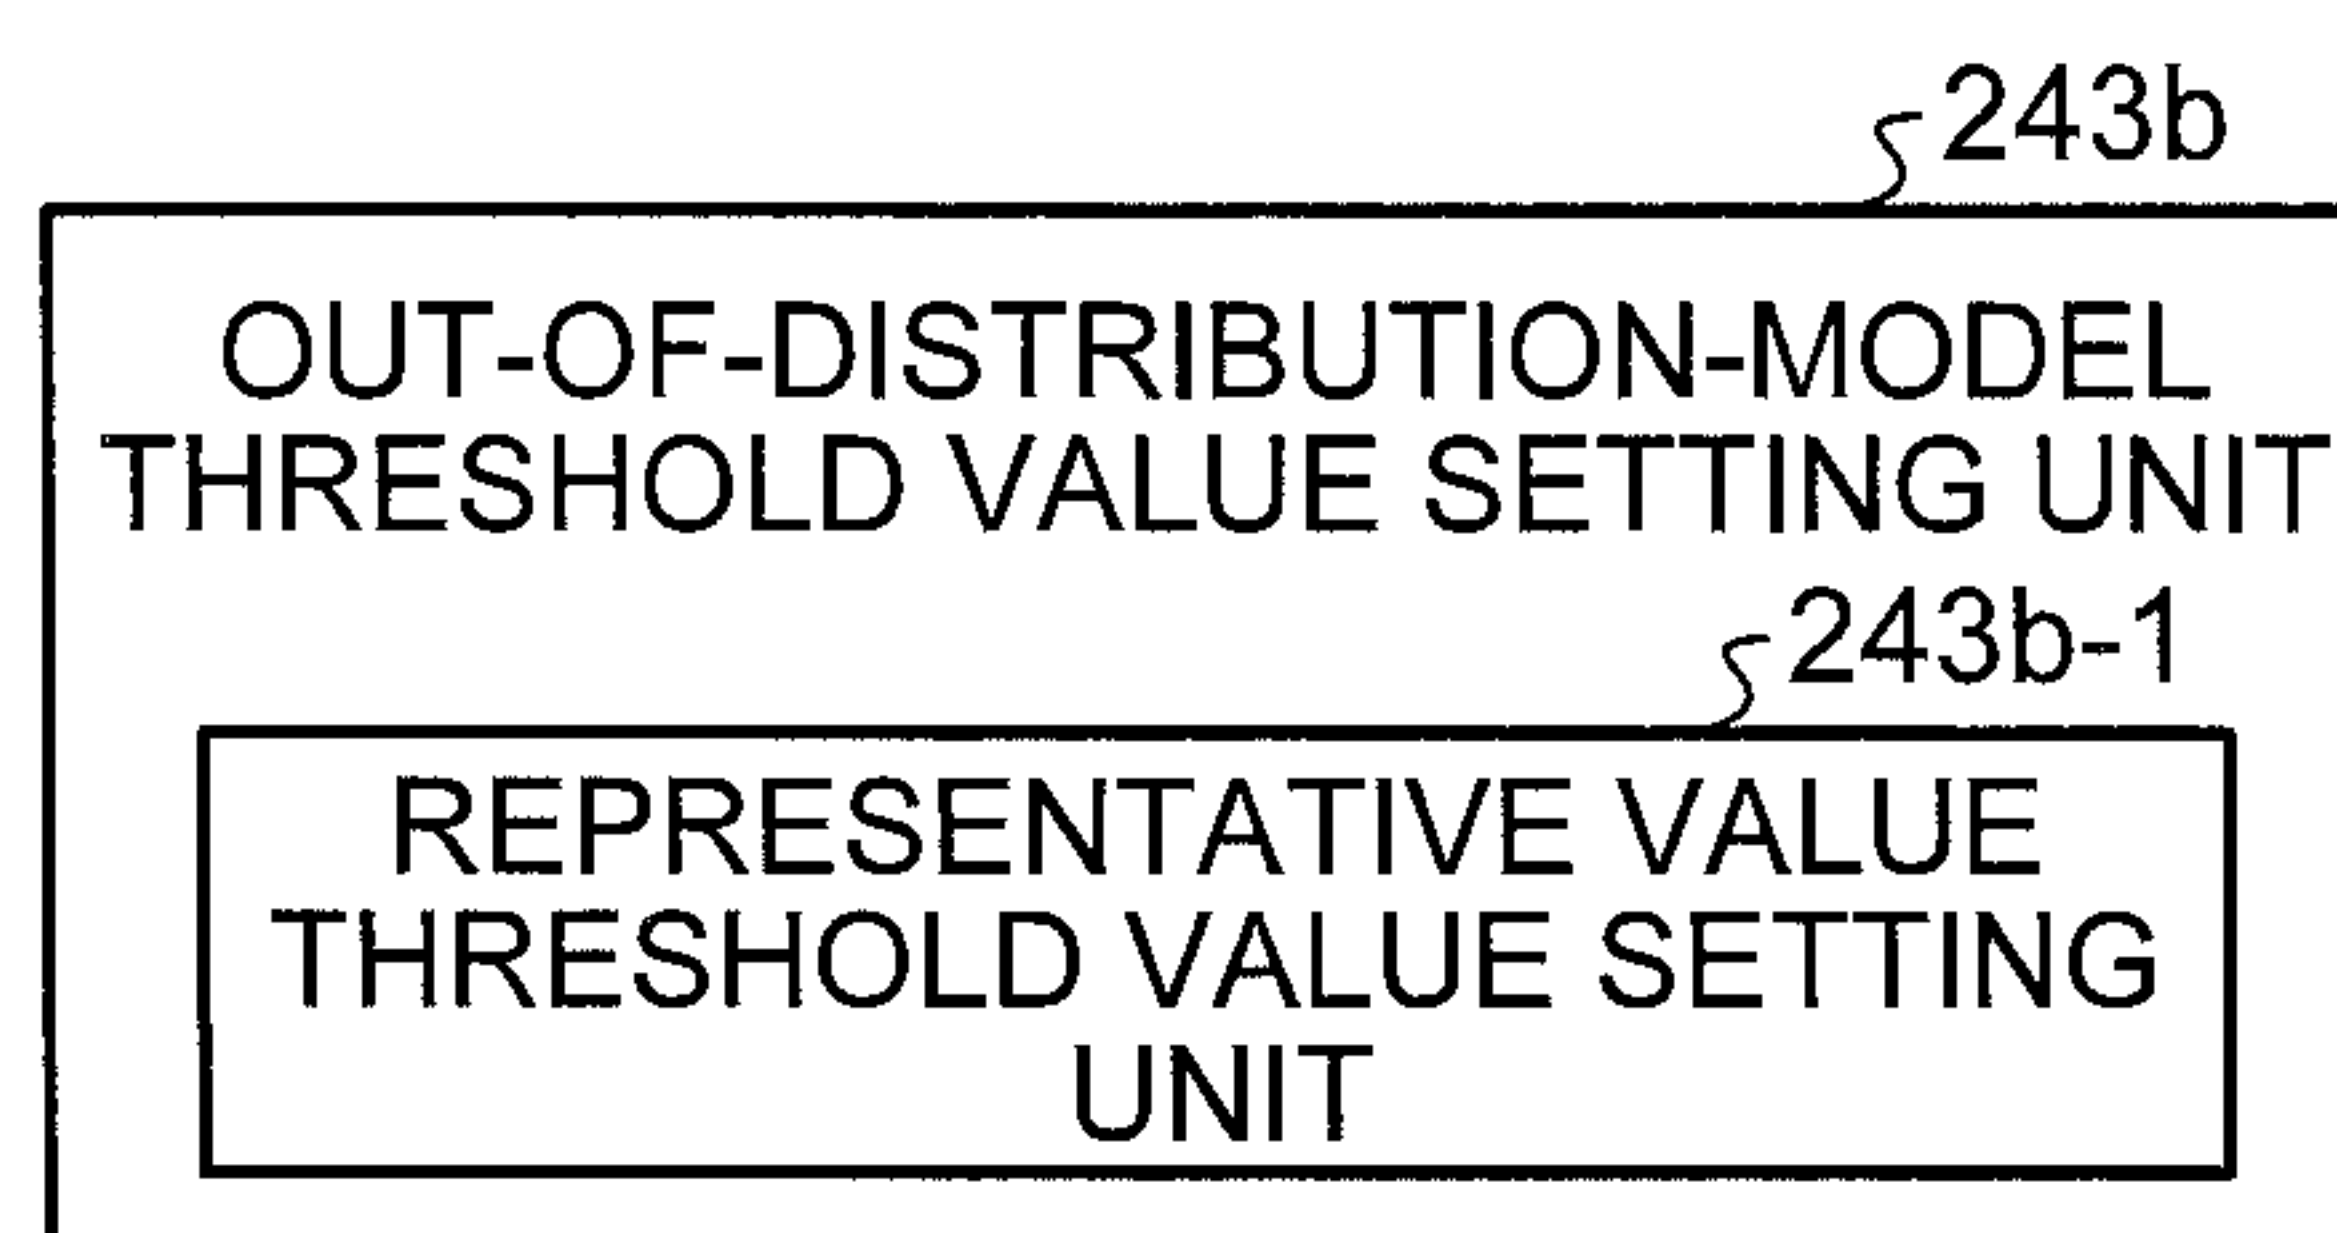 243b
OUT-OF-DISTRIBUTION-MODEL
THRESHOLD VALUE SETTING UNIT
243b-1
REPRESENTATIVE VALUE
THRESHOLD VALUE SETTING
UNIT